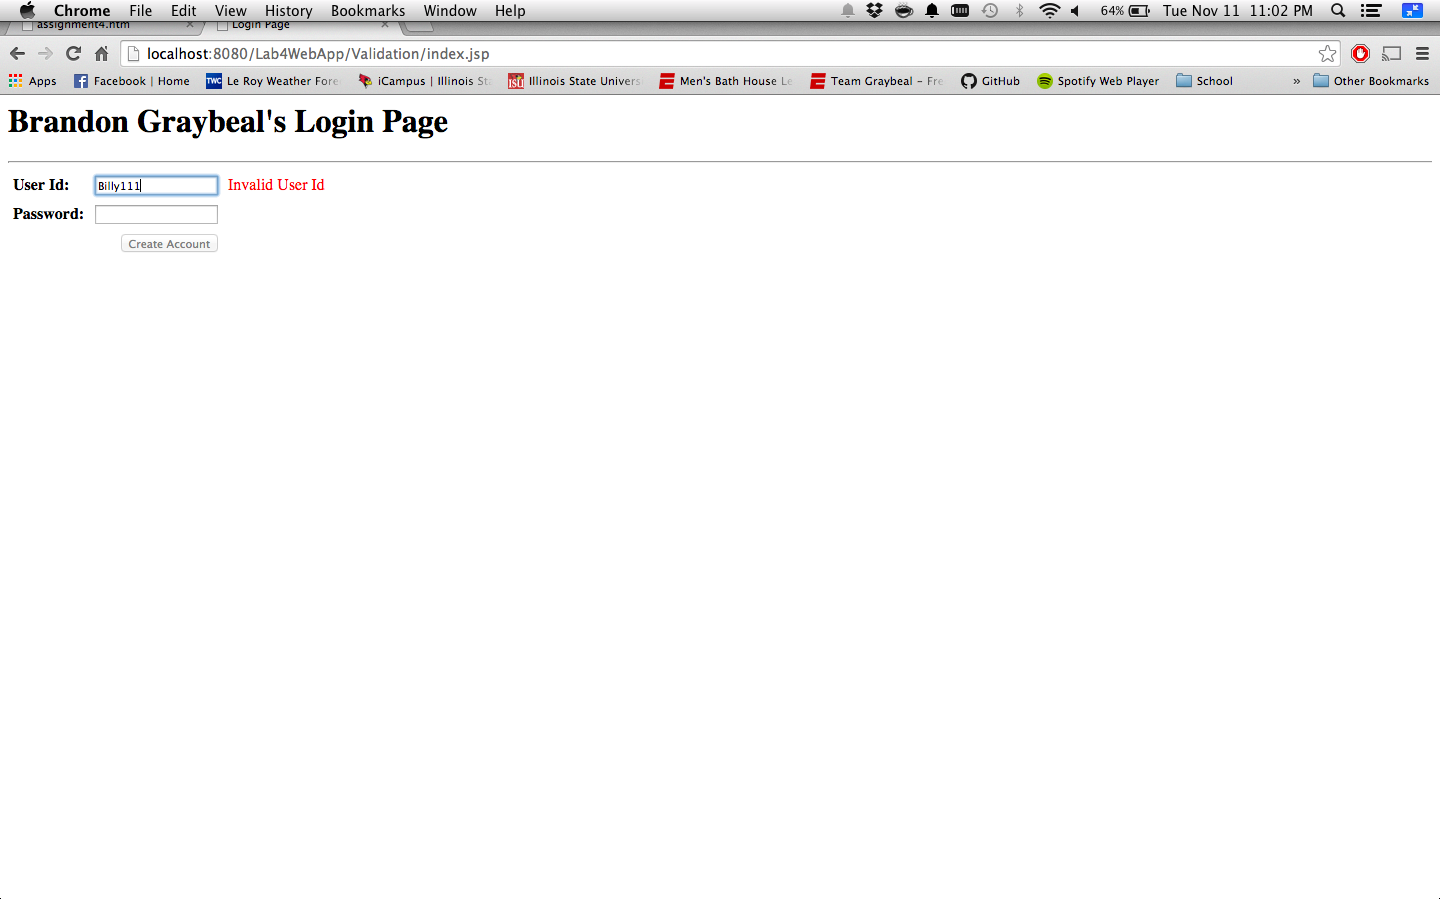 Chrome File Edit View History Bookmarks Window Help 64% Tue Nov 11 11:02 PM
assignment4.htm Login Page
localhost:8080/Lab4WebApp/Validation/index.jsp
Apps Facebook | Home TWC Le Roy Weather Fore iCampus | Illinois Sta ISU Illinois State Univers Men's Bath House Le Team Graybeal – Fre GitHub Spotify Web Player School » Other Bookmarks
Brandon Graybeal's Login Page
User Id: Billy111 Invalid User Id
Password:
Create Account